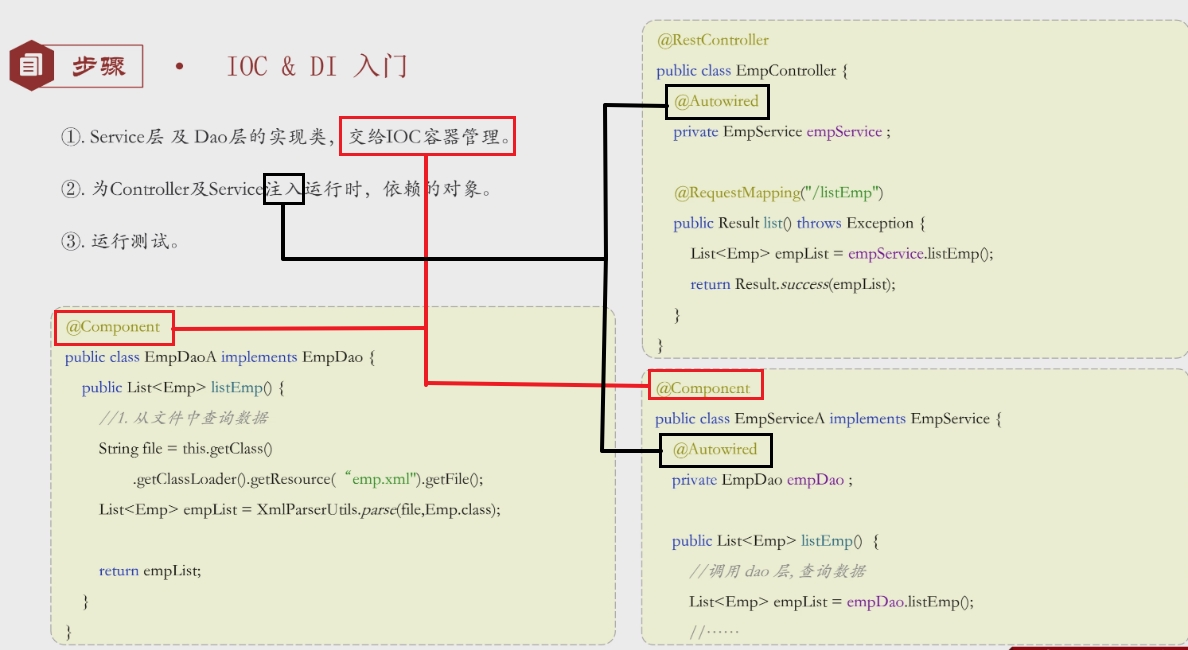 步骤
• IOC & DI 入门
①. Service层 及 Dao层的实现类，交给IOC容器管理。
②. 为Controller及Service注入运行时，依赖的对象。
③. 运行测试。
@Component
public class EmpDaoA implements EmpDao {
public List<Emp> listEmp() {
//1. 从文件中查询数据
String file = this.getClass()
.getClassLoader().getResource( “emp.xml").getFile();
List<Emp> empList = XmlParserUtils.parse(file,Emp.class);
return empList;
}
}
@RestController
public class EmpController {
@Autowired
private EmpService empService ;
@RequestMapping("/listEmp")
public Result list() throws Exception {
List<Emp> empList = empService.listEmp();
return Result.success(empList);
}
}
@Component
public class EmpServiceA implements EmpService {
@Autowired
private EmpDao empDao ;
public List<Emp> listEmp() {
//调用 dao 层, 查询数据
List<Emp> empList = empDao.listEmp();
//······